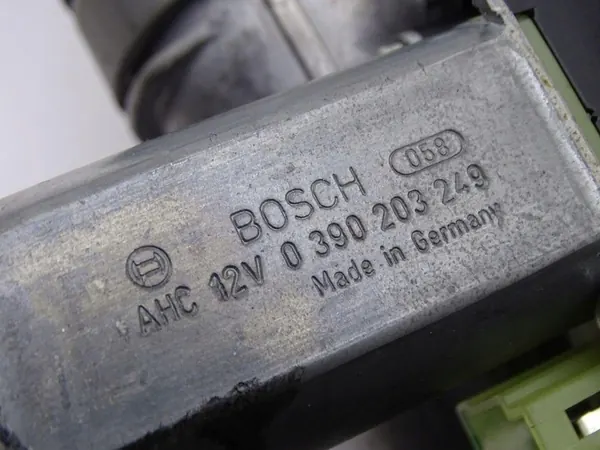 BOSCH 058
AHC 12V 0 390 203 249
Made in Germany